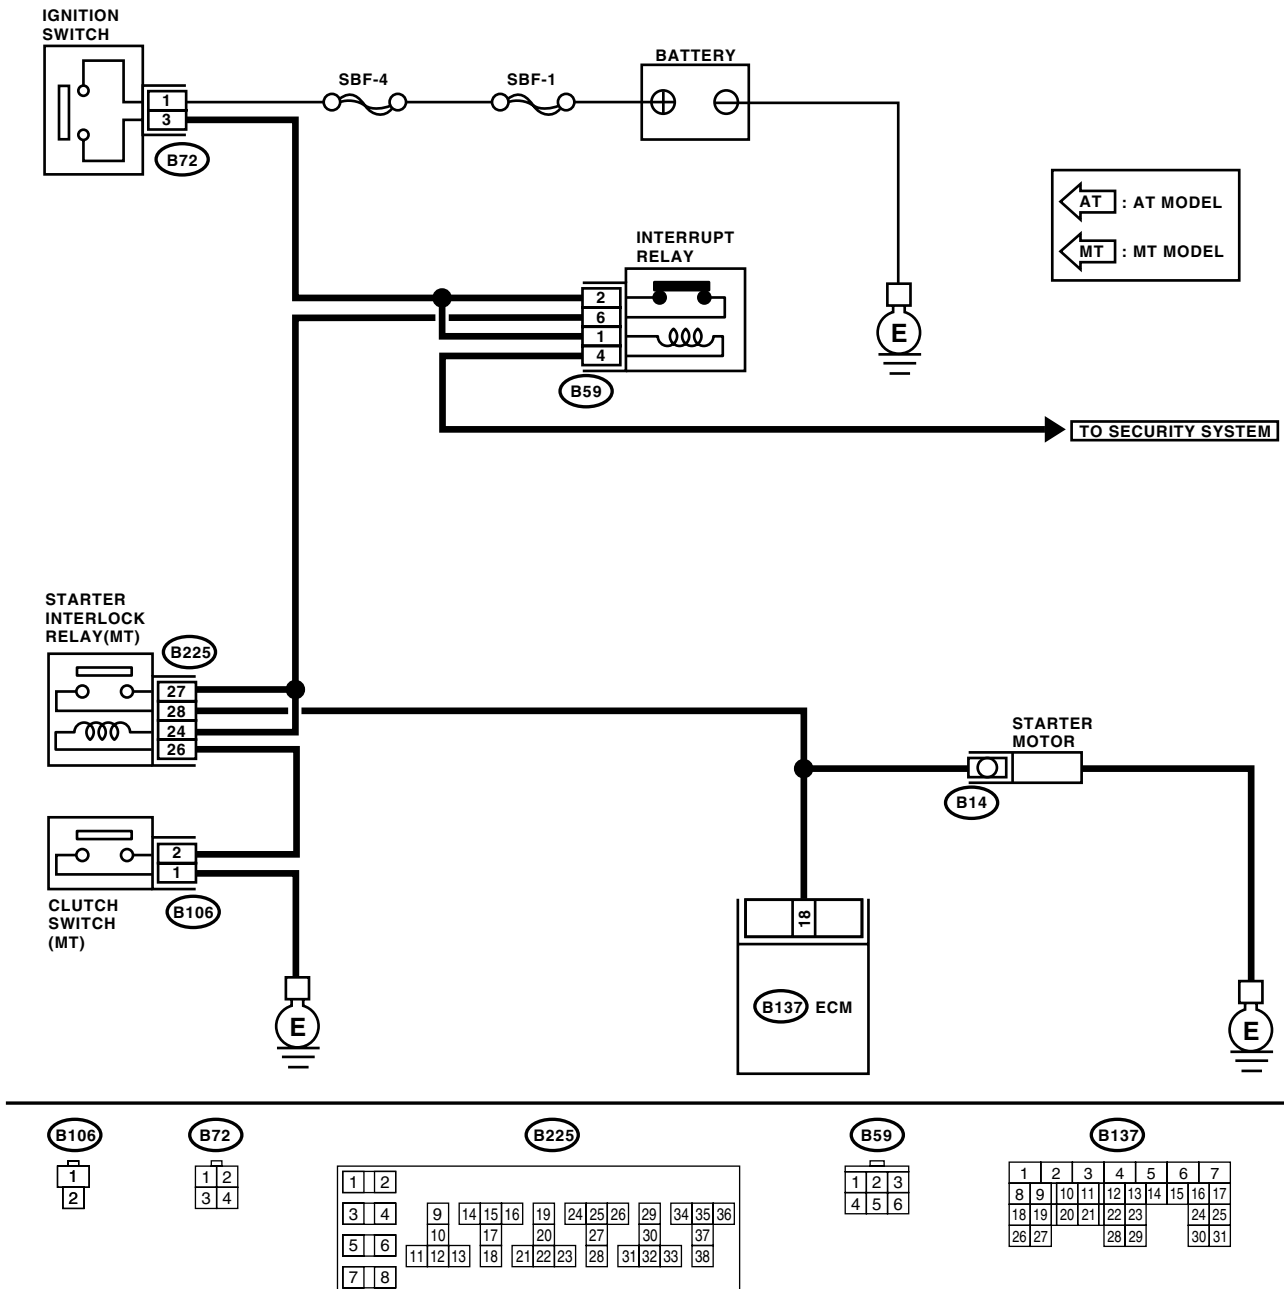 IGNITION
SWITCH
1
3
B72
SBF-4
SBF-1
BATTERY
AT : AT MODEL
MT : MT MODEL
INTERRUPT
RELAY
2
6
1
4
B59
E
TO SECURITY SYSTEM
STARTER
INTERLOCK
RELAY(MT)
B225
27
28
24
26
STARTER
MOTOR
B14
2
1
B106
CLUTCH
SWITCH
(MT)
18
B137 ECM
E
E
B106
1
2
B72
1 2
3 4
B225
1 2
3 4 9 14 15 16 19 24 25 26 29 34 35 36
5 6 10 17 20 27 30 37
11 12 13 18 21 22 23 28 31 32 33 38
7 8
B59
1 2 3
4 5 6
B137
1 2 3 4 5 6 7
8 9 10 11 12 13 14 15 16 17
18 19 20 21 22 23 24 25
26 27 28 29 30 31